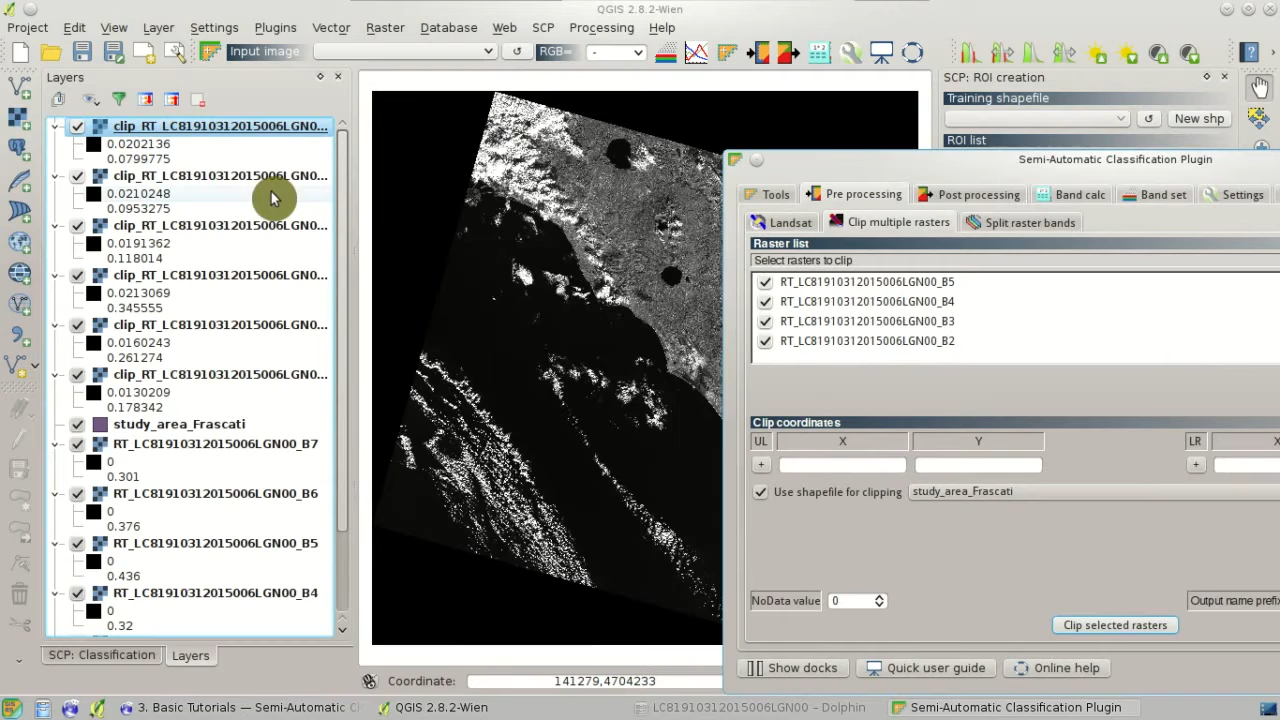 QGIS 2.8.2-Wien
Project Edit View Layer Settings Plugins Vector Raster Database Web SCP Processing Help
Input image RGB= -
Layers
clip_RT_LC81910312015006LGN0...
0.0202136
0.0799775
clip_RT_LC81910312015006LGN0...
0.0210248
0.0953275
clip_RT_LC81910312015006LGN0...
0.0191362
0.118014
clip_RT_LC81910312015006LGN0...
0.0213069
0.345555
clip_RT_LC81910312015006LGN0...
0.0160243
0.261274
clip_RT_LC81910312015006LGN0...
0.0130209
0.178342
study_area_Frascati
RT_LC81910312015006LGN00_B7
0
0.301
RT_LC81910312015006LGN00_B6
0
0.376
RT_LC81910312015006LGN00_B5
0
0.436
RT_LC81910312015006LGN00_B4
0
0.32
SCP: Classification Layers
Coordinate: 141279,4704233
SCP: ROI creation
Training shapefile
New shp
ROI list
Semi-Automatic Classification Plugin
Tools Pre processing Post processing Band calc Band set Settings
Landsat Clip multiple rasters Split raster bands
Raster list
Select rasters to clip
RT_LC81910312015006LGN00_B5
RT_LC81910312015006LGN00_B4
RT_LC81910312015006LGN00_B3
RT_LC81910312015006LGN00_B2
Clip coordinates
UL X Y LR X
+ +
Use shapefile for clipping study_area_Frascati
NoData value 0 Output name prefix
Clip selected rasters
Show docks Quick user guide Online help
3. Basic Tutorials — Semi-Automatic Cl QGIS 2.8.2-Wien LC81910312015006LGN00 – Dolphin Semi-Automatic Classification Plugin